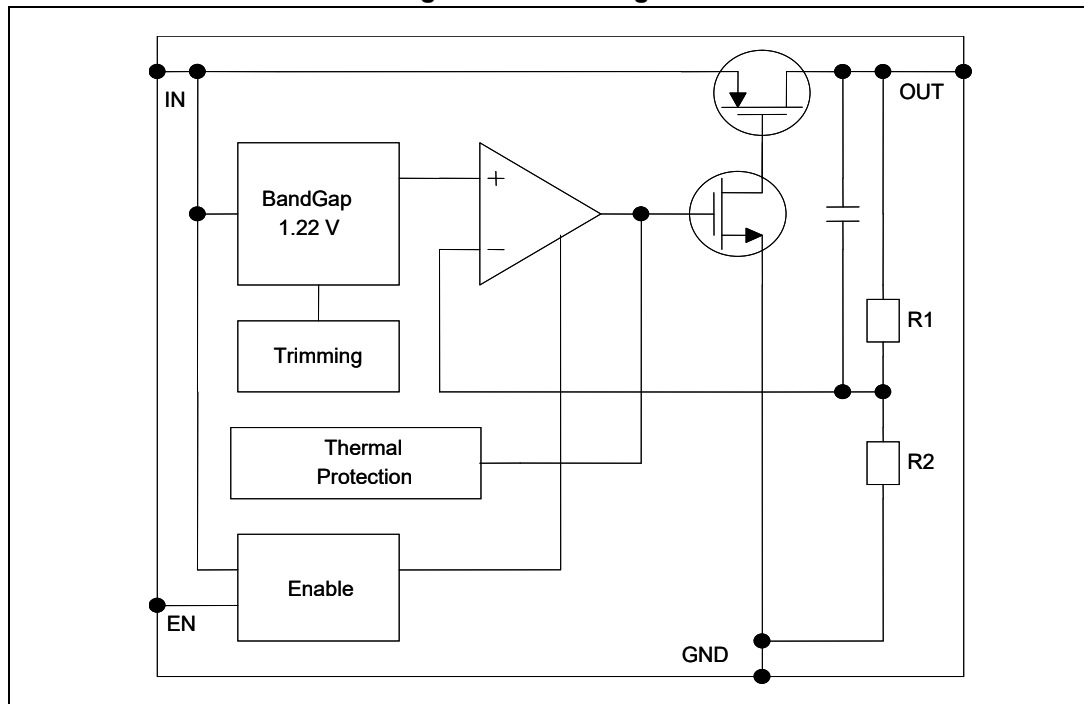 IN
OUT
BandGap
1.22 V
+
−
R1
Trimming
Thermal
Protection
R2
Enable
EN
GND